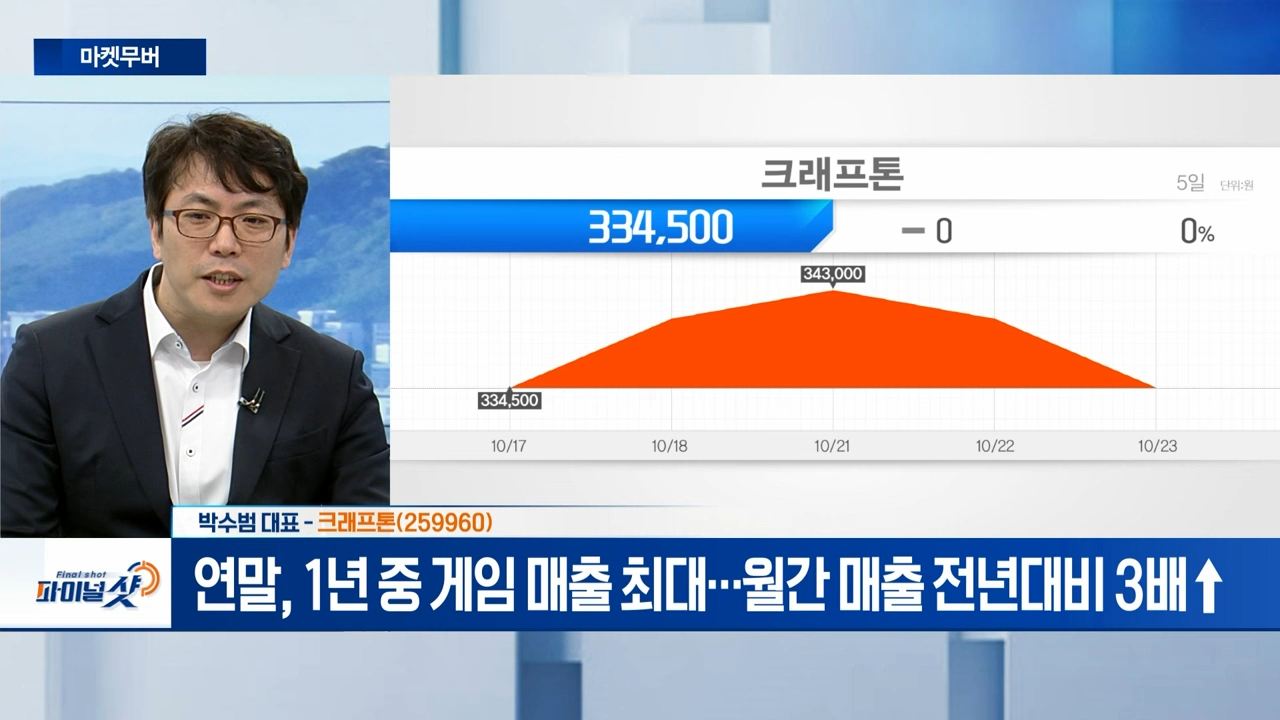 마켓무버
크래프톤
5일 단위:원
334,500 - 0 0%
343,000
334,500
10/17 10/18 10/21 10/22 10/23
박수범 대표 - 크래프톤(259960)
Final shot
파이널샷
연말, 1년 중 게임 매출 최대…월간 매출 전년대비 3배↑